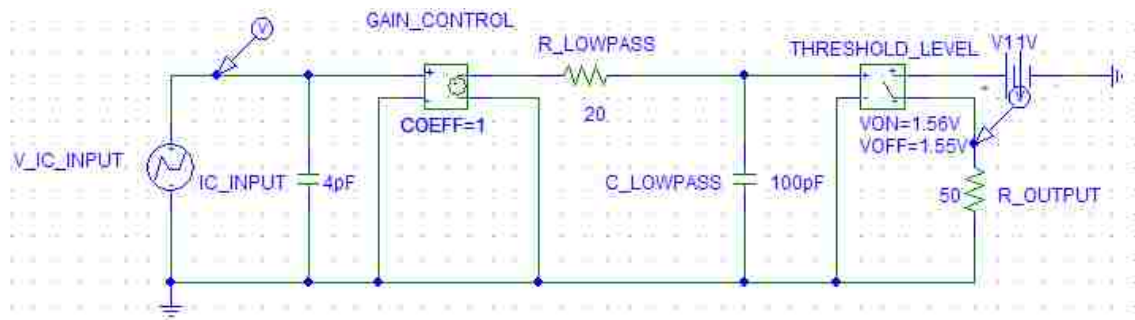 GAIN_CONTROL
R_LOWPASS
THRESHOLD_LEVEL
V11V
V
COEFF=1
20
VON=1.56V
VOFF=1.55V
V
V_IC_INPUT
IC_INPUT
4pF
C_LOWPASS
100pF
50
R_OUTPUT